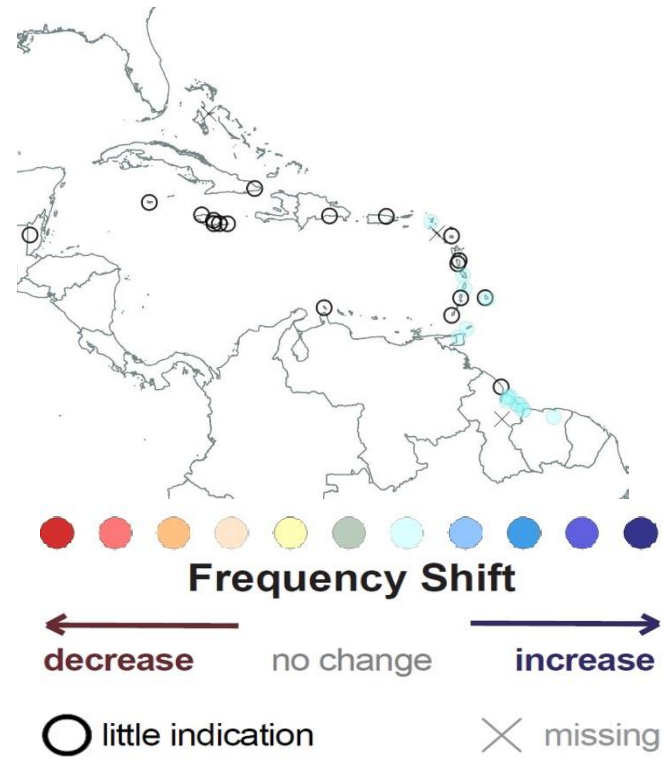 Frequency Shift
decrease no change increase
little indication missing